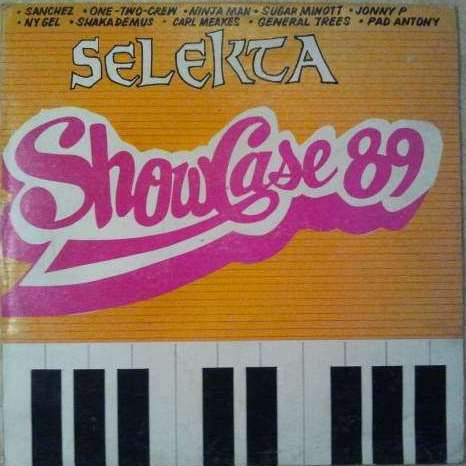 • SANCHEZ • ONE-TWO-CREW • NINJA MAN • SUGAR MINOTT • JONNY P
• NYGEL • SHAKADEMUS • CARL MEAKES • GENERAL TREES • PAD ANTONY
SELEKTA
ShowCase 89